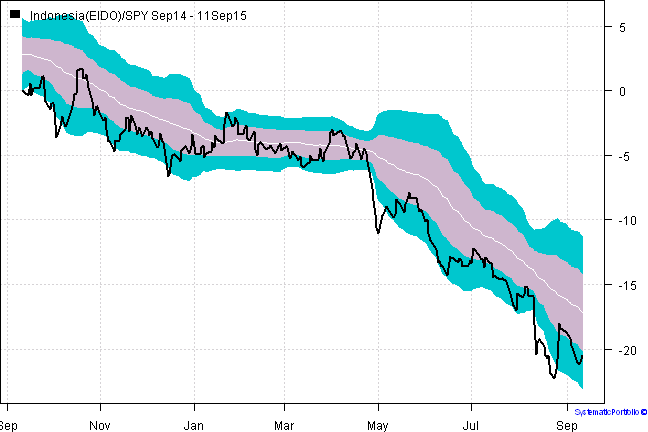 Indonesia(EIDO)/SPY Sep14 - 11Sep15
5
0
-5
-10
-15
-20
Sep Nov Jan Mar May Jul Sep
SystematicPortfolio ©